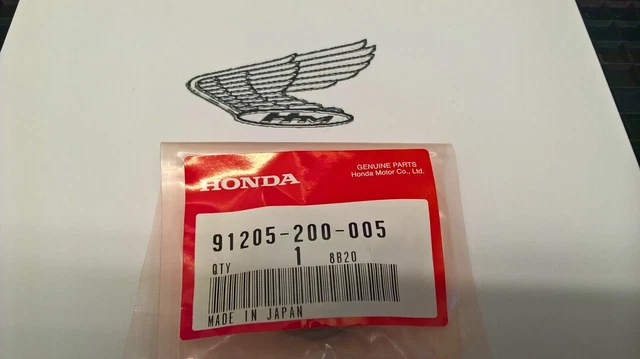 HM
HONDA
GENUINE PARTS
Honda Motor Co., Ltd.
91205-200-005
QTY 1 8B20
MADE IN JAPAN